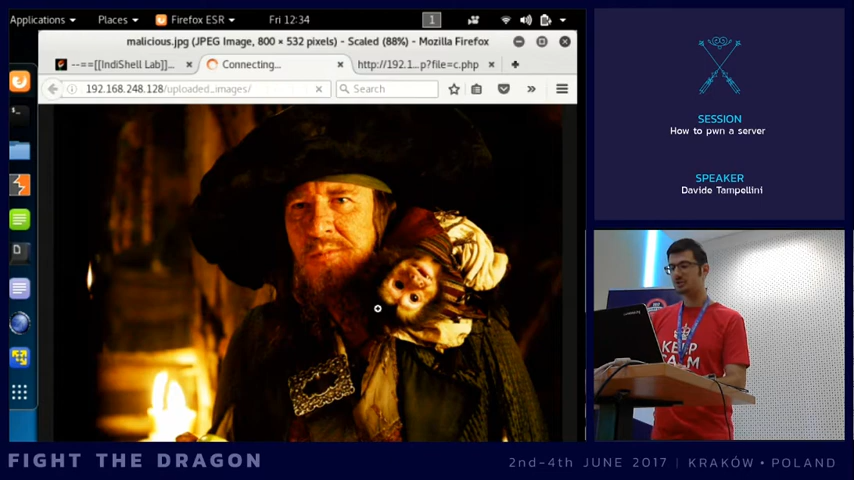 Applications
Places
Firefox ESR
Fri 12:34
1
malicious.jpg (JPEG Image, 800 × 532 pixels) - Scaled (88%) - Mozilla Firefox
--==[[IndiShell Lab]]...
Connecting...
http://192.1...p?file=c.php
192.168.248.128/uploaded_images/
Search
SESSION
How to pwn a server
SPEAKER
Davide Tampellini
KEEP
CALM
FIGHT THE DRAGON
2nd-4th JUNE 2017 | KRAKÓW • POLAND